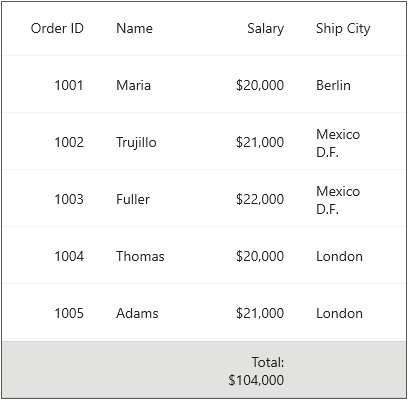 Order ID Name Salary Ship City
1001 Maria $20,000 Berlin
1002 Trujillo $21,000 Mexico
D.F.
1003 Fuller $22,000 Mexico
D.F.
1004 Thomas $20,000 London
1005 Adams $21,000 London
Total:
$104,000